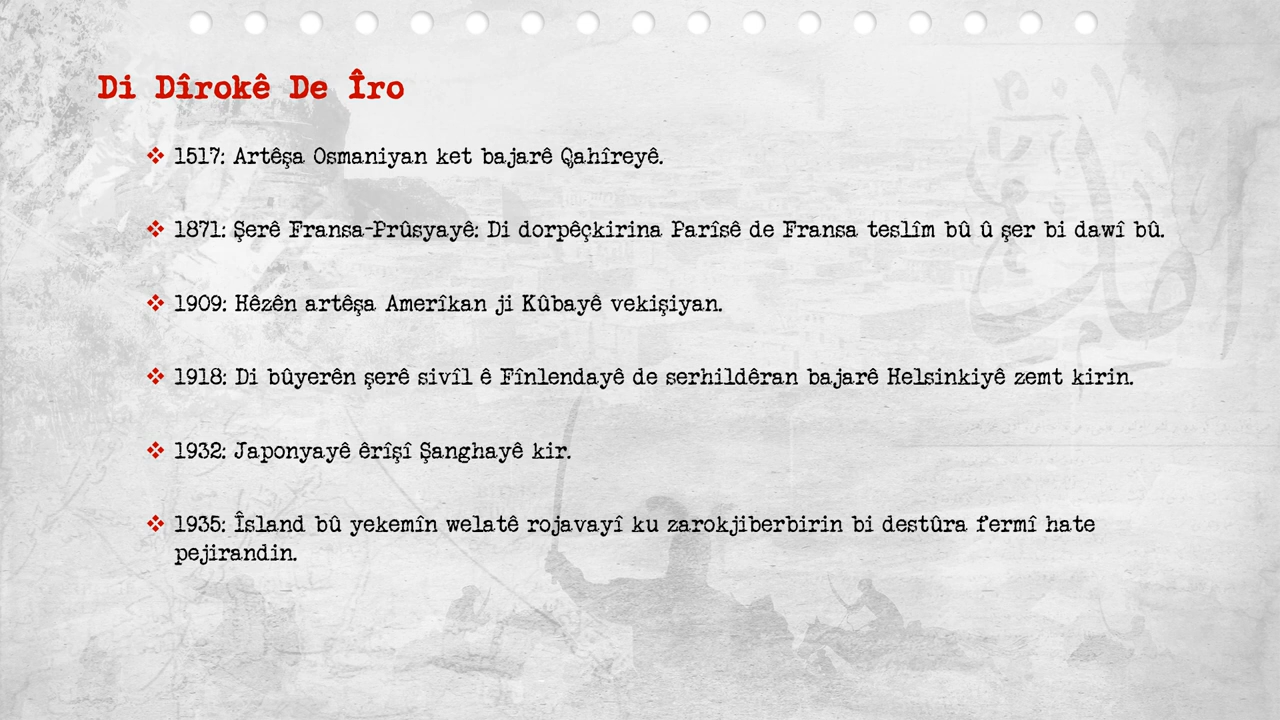 Di Dîrokê De Îro
❖ 1517: Artêşa Osmaniyan ket bajarê Qahîreyê.
❖ 1871: Şerê Fransa-Prûsyayê: Di dorpêçkirina Parîsê de Fransa teslîm bû û şer bi dawî bû.
❖ 1909: Hêzên artêşa Amerîkan ji Kûbayê vekişiyan.
❖ 1918: Di bûyerên şerê sivîl ê Fînlendayê de serhildêran bajarê Helsinkiyê zemt kirin.
❖ 1932: Japonyayê êrîşî Şanghayê kir.
❖ 1935: Îsland bû yekemîn welatê rojavayî ku zarokjiberbirin bi destûra fermî hate
pejirandin.